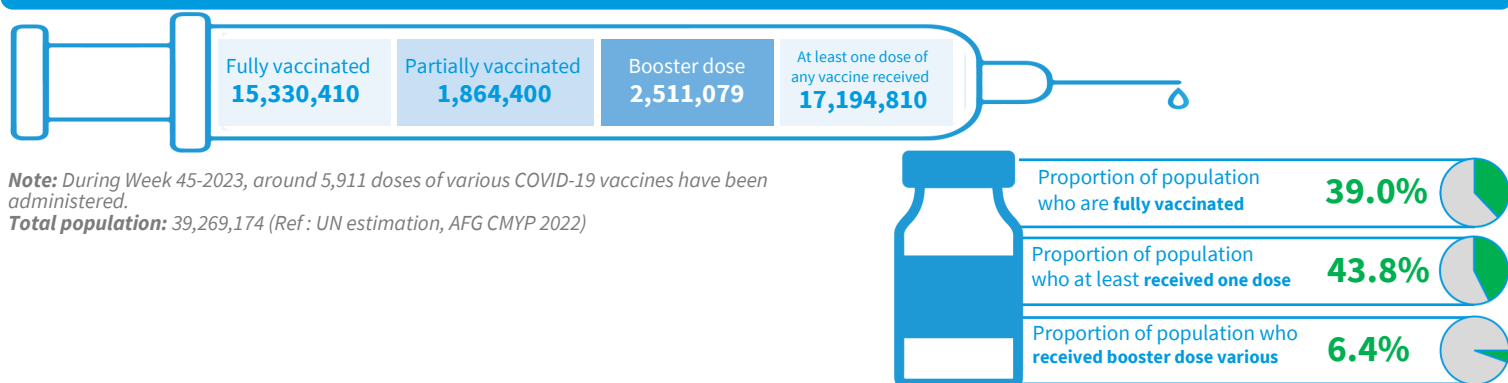 Fully vaccinated
15,330,410
Partially vaccinated
1,864,400
Booster dose
2,511,079
At least one dose of
any vaccine received
17,194,810
Note: During Week 45-2023, around 5,911 doses of various COVID-19 vaccines have been
administered.
Total population: 39,269,174 (Ref : UN estimation, AFG CMYP 2022)
Proportion of population
who are fully vaccinated
39.0%
Proportion of population
who at least received one dose
43.8%
Proportion of population who
received booster dose various
6.4%